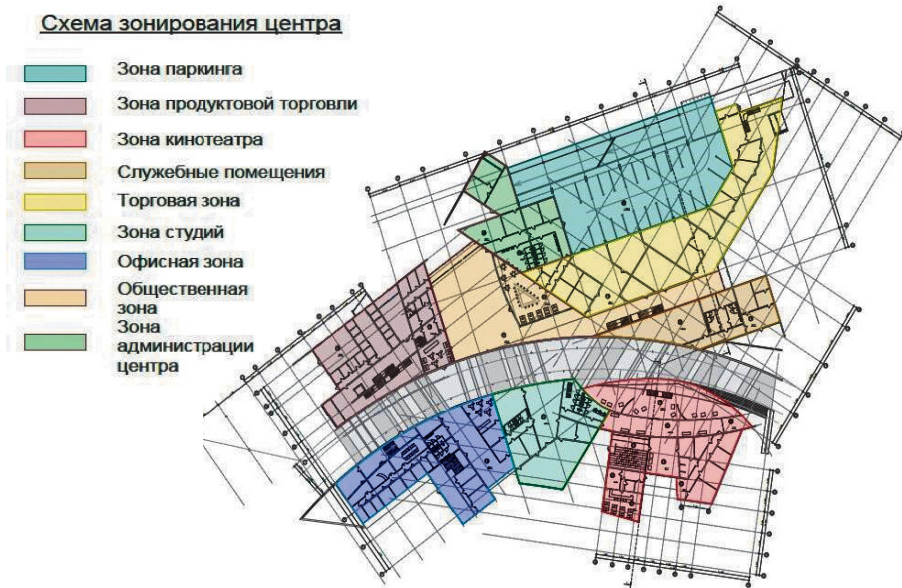 Схема зонирования центра
Зона паркинга
Зона продуктовой торговли
Зона кинотеатра
Служебные помещения
Торговая зона
Зона студий
Офисная зона
Общественная
зона
Зона
администрации
центра